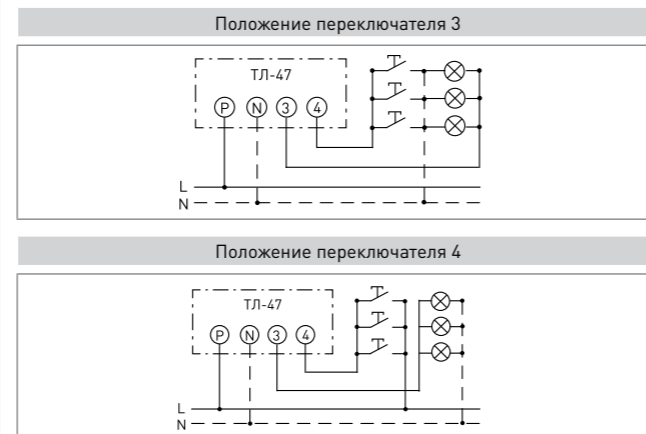 Положение переключателя 3
ТЛ-47
P N 3 4
L
N
Положение переключателя 4
ТЛ-47
P N 3 4
L
N